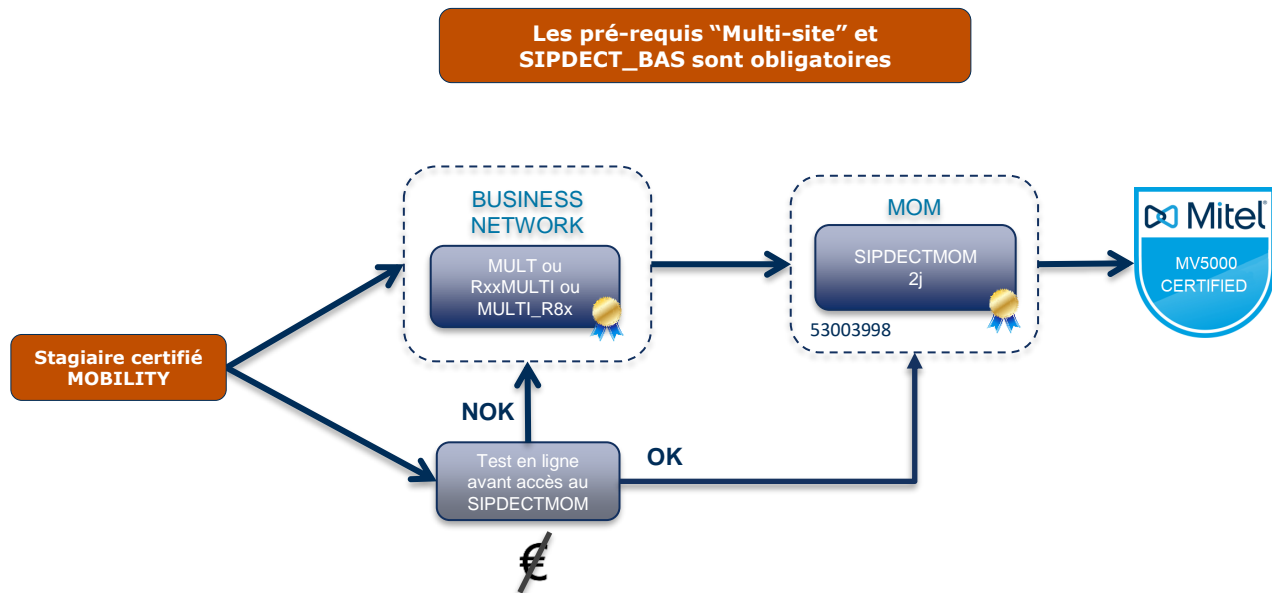 Les pré-requis “Multi-site” et
SIPDECT_BAS sont obligatoires
BUSINESS
NETWORK
MULT ou
RxxMULTI ou
MULTI_R8x
MOM
SIPDECTMOM
2j
53003998
Mitel
MV5000
CERTIFIED
Stagiaire certifié
MOBILITY
NOK
OK
Test en ligne
avant accès au
SIPDECTMOM
€